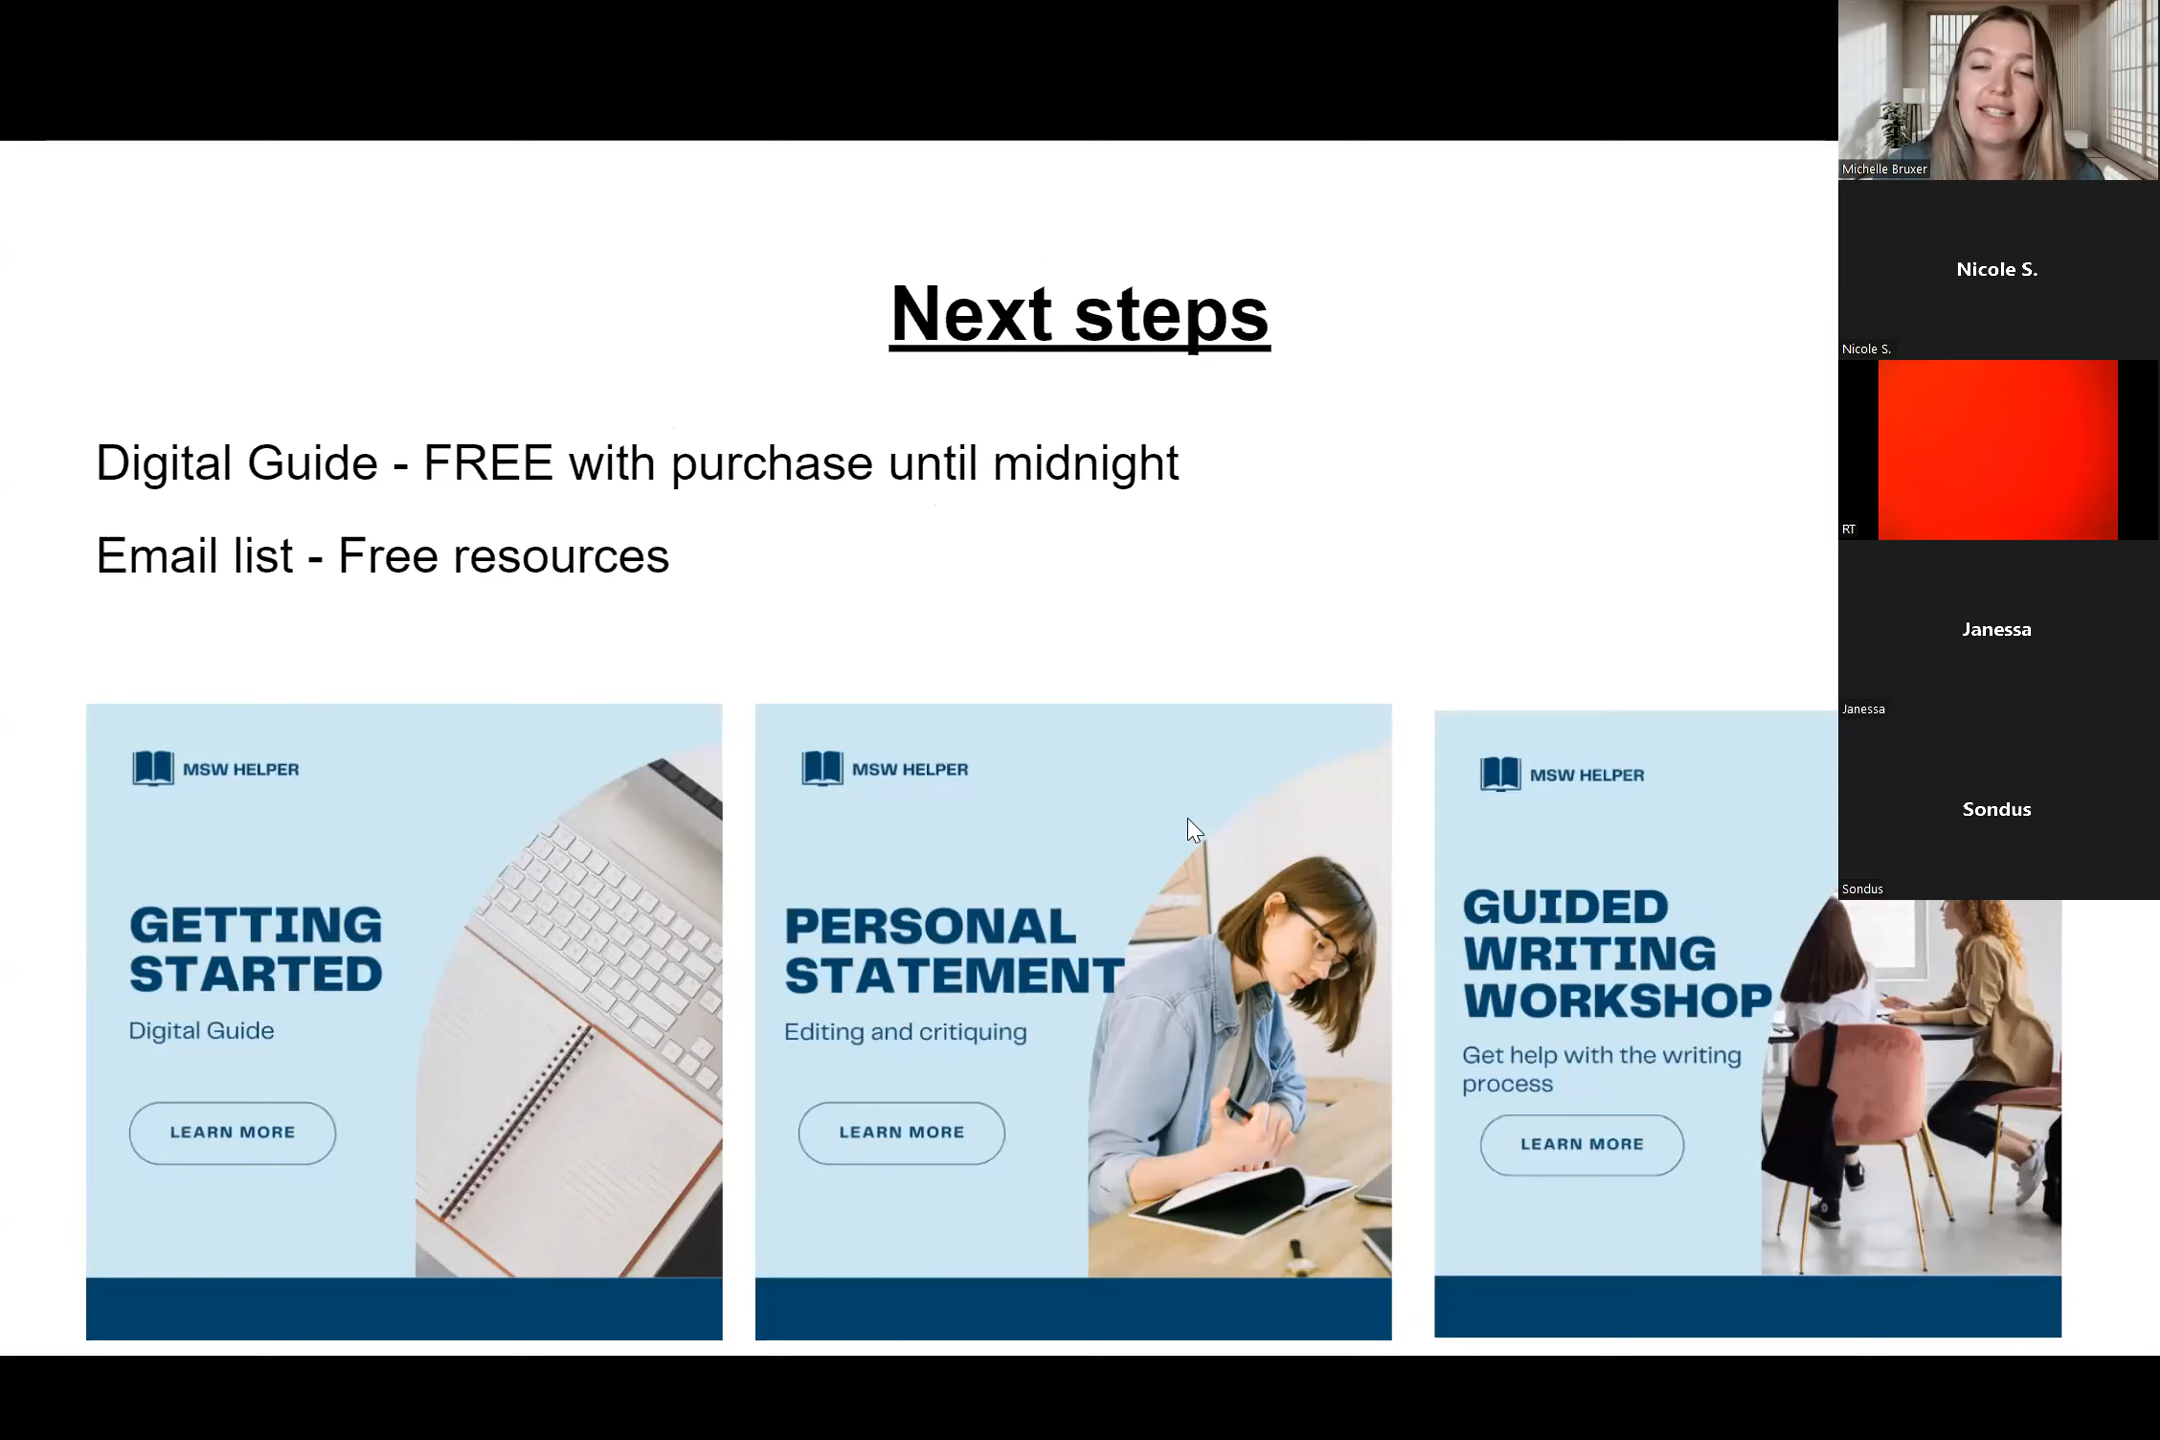 Next steps
Digital Guide - FREE with purchase until midnight
Email list - Free resources
MSW HELPER
GETTING
STARTED
Digital Guide
LEARN MORE
MSW HELPER
PERSONAL
STATEMENT
Editing and critiquing
LEARN MORE
MSW HELPER
GUIDED
WRITING
WORKSHOP
Get help with the writing
process
LEARN MORE
Michelle Bruxer
Nicole S.
Nicole S.
RT
Janessa
Janessa
Sondus
Sondus